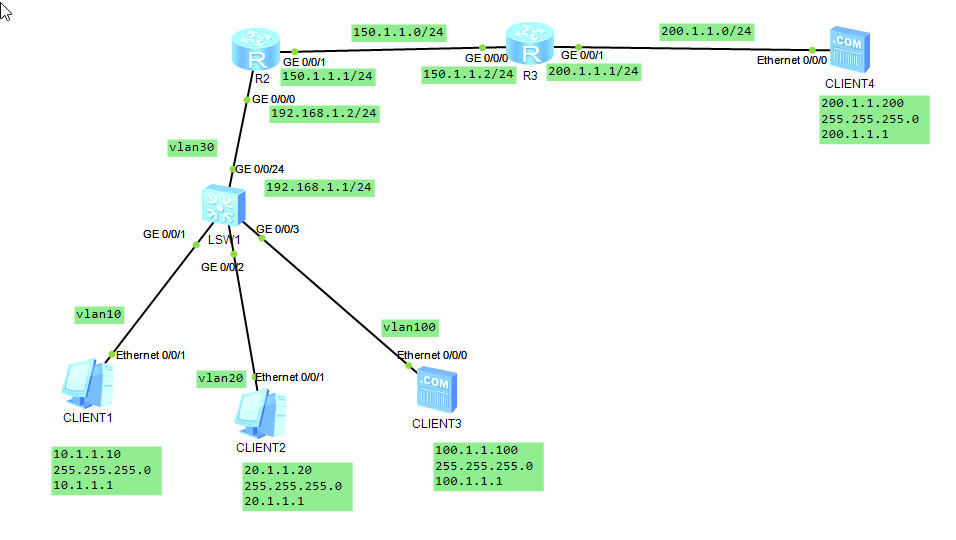 150.1.1.0/24
200.1.1.0/24
R
R
.COM
GE 0/0/1
GE 0/0/0
GE 0/0/1
Ethernet 0/0/0
R2
150.1.1.1/24
150.1.1.2/24
R3
200.1.1.1/24
CLIENT4
GE 0/0/0
192.168.1.2/24
200.1.1.200
255.255.255.0
200.1.1.1
vlan30
GE 0/0/24
192.168.1.1/24
GE 0/0/1
LSW1
GE 0/0/3
GE 0/0/2
vlan10
vlan100
Ethernet 0/0/1
Ethernet 0/0/0
vlan20
Ethernet 0/0/1
.COM
CLIENT1
CLIENT3
CLIENT2
10.1.1.10
255.255.255.0
10.1.1.1
20.1.1.20
255.255.255.0
20.1.1.1
100.1.1.100
255.255.255.0
100.1.1.1